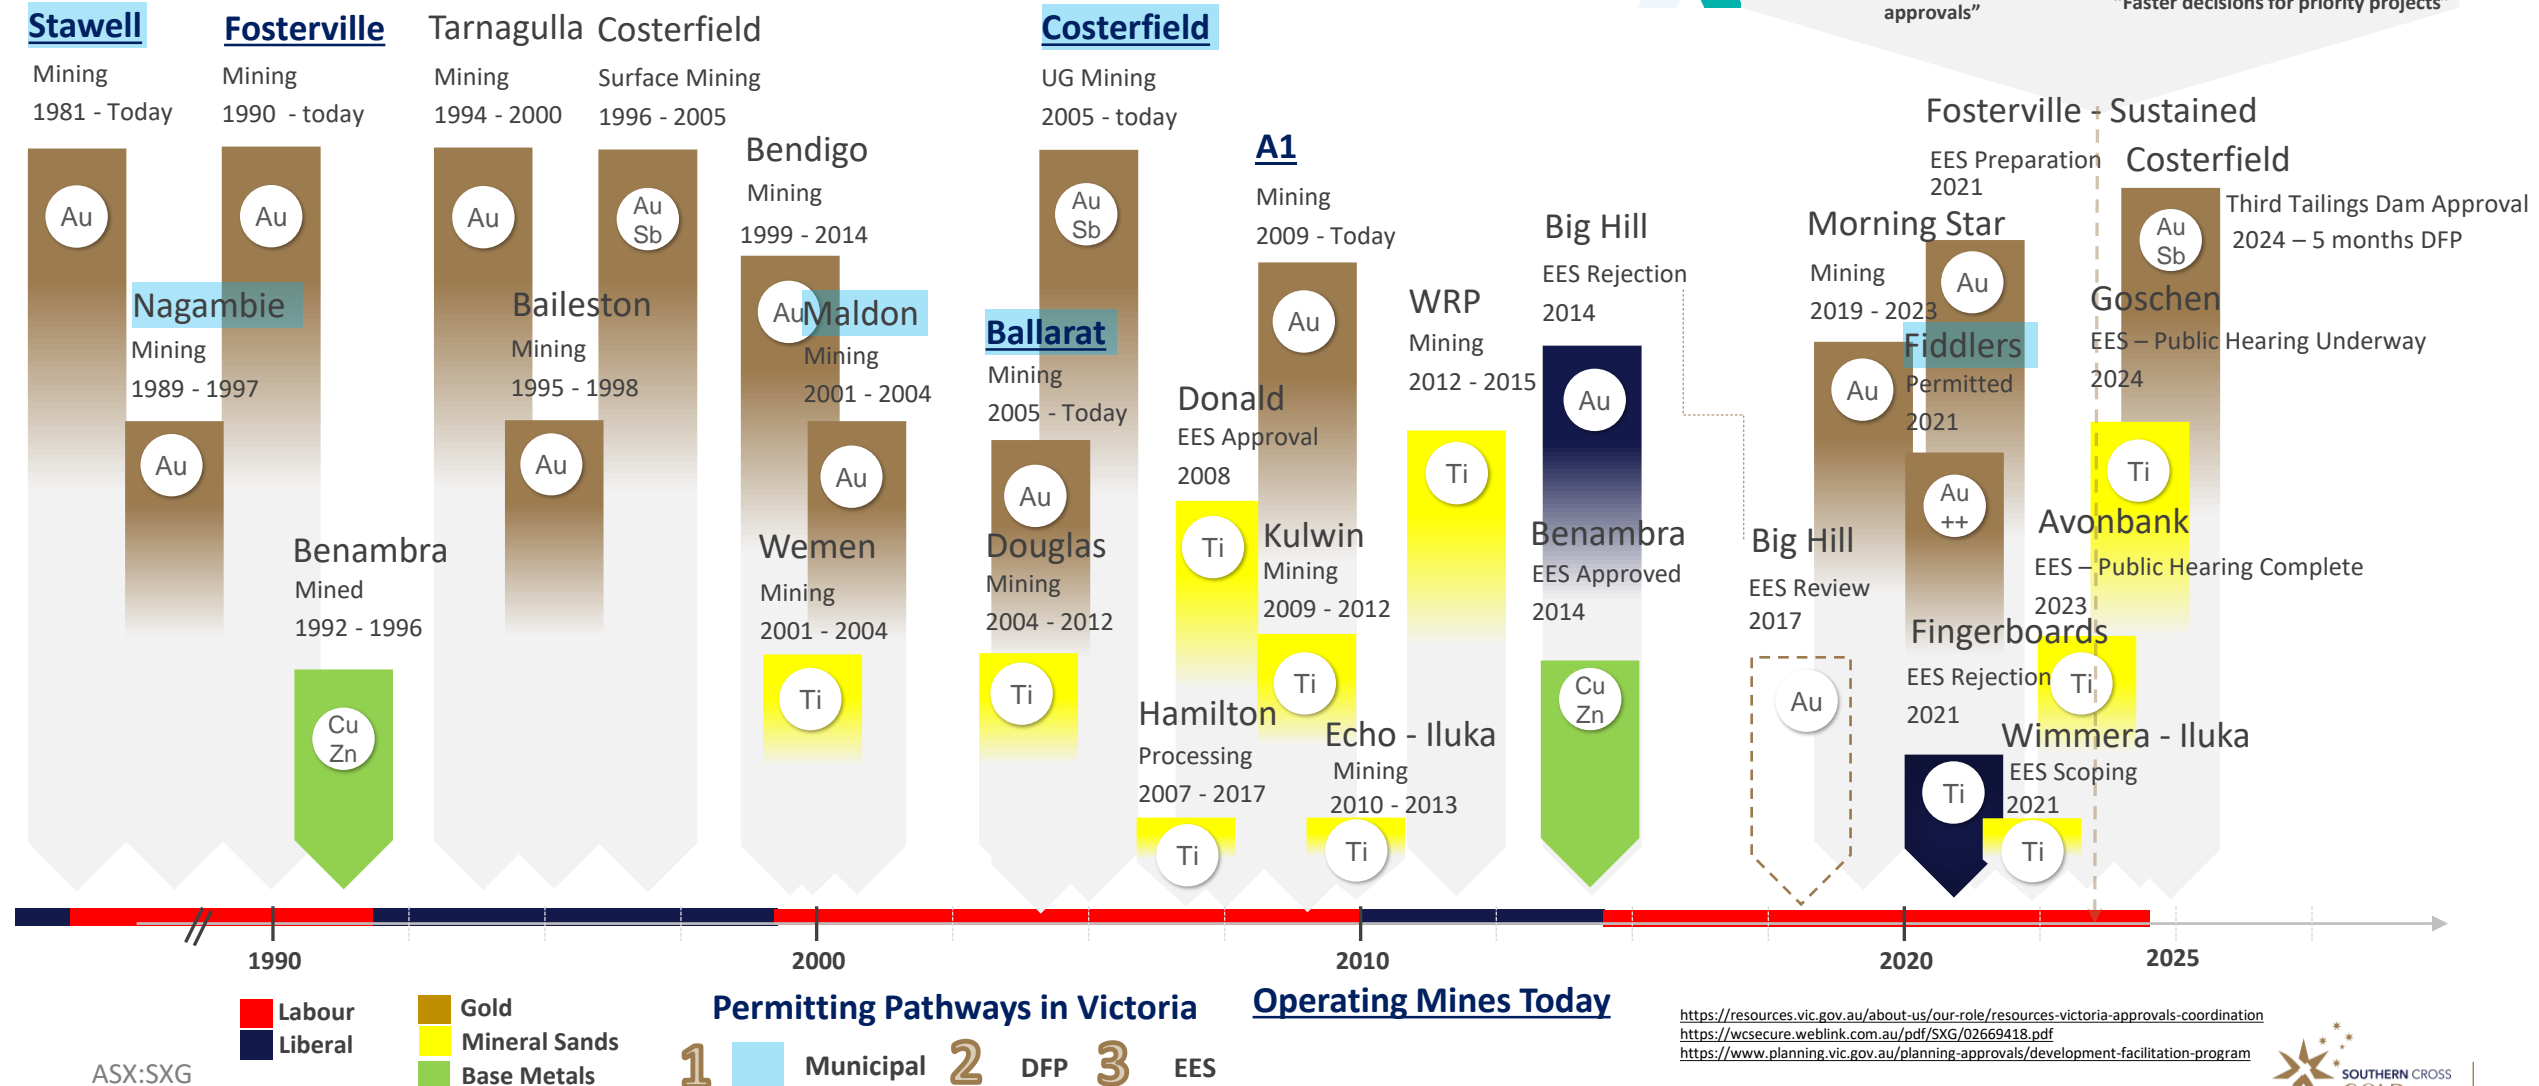 approvals"
"Faster decisions for priority projects"
Stawell
Mining
1981 - Today
Au
Fosterville
Mining
1990 - today
Au
Tarnagulla
Mining
1994 - 2000
Au
Costerfield
Surface Mining
1996 - 2005
Au
Sb
Nagambie
Mining
1989 - 1997
Au
Benambra
Mined
1992 - 1996
Cu
Zn
Baileston
Mining
1995 - 1998
Au
Bendigo
Mining
1999 - 2014
Au
Maldon
Mining
2001 - 2004
Au
Wemen
Mining
2001 - 2004
Ti
Costerfield
UG Mining
2005 - today
Au
Sb
Ballarat
Mining
2005 - Today
Au
Douglas
Mining
2004 - 2012
Ti
A1
Mining
2009 - Today
Au
Donald
EES Approval
2008
Ti
Kulwin
Mining
2009 - 2012
Ti
Hamilton
Processing
2007 - 2017
Ti
Echo - Iluka
Mining
2010 - 2013
Ti
WRP
Mining
2012 - 2015
Ti
Big Hill
EES Rejection
2014
Au
Benambra
EES Approved
2014
Cu
Zn
Big Hill
EES Review
2017
Au
Fosterville - Sustained
EES Preparation
2021
Au
Morning Star
Mining
2019 - 2023
Au
Fiddlers
Permitted
2021
Au
++
Costerfield
Third Tailings Dam Approval
2024 – 5 months DFP
Au
Sb
Goschen
EES – Public Hearing Underway
2024
Ti
Avonbank
EES – Public Hearing Complete
2023
Ti
Fingerboards
EES Rejection
2021
Ti
Wimmera - Iluka
EES Scoping
2021
Ti
1990
2000
2010
2020
2025
Labour
Liberal
Gold
Mineral Sands
Base Metals
Permitting Pathways in Victoria
1 Municipal 2 DFP 3 EES
Operating Mines Today
https://resources.vic.gov.au/about-us/our-role/resources-victoria-approvals-coordination
https://wcsecure.weblink.com.au/pdf/SXG/02669418.pdf
https://www.planning.vic.gov.au/planning-approvals/development-facilitation-program
ASX:SXG
SOUTHERN CROSS
GOLD